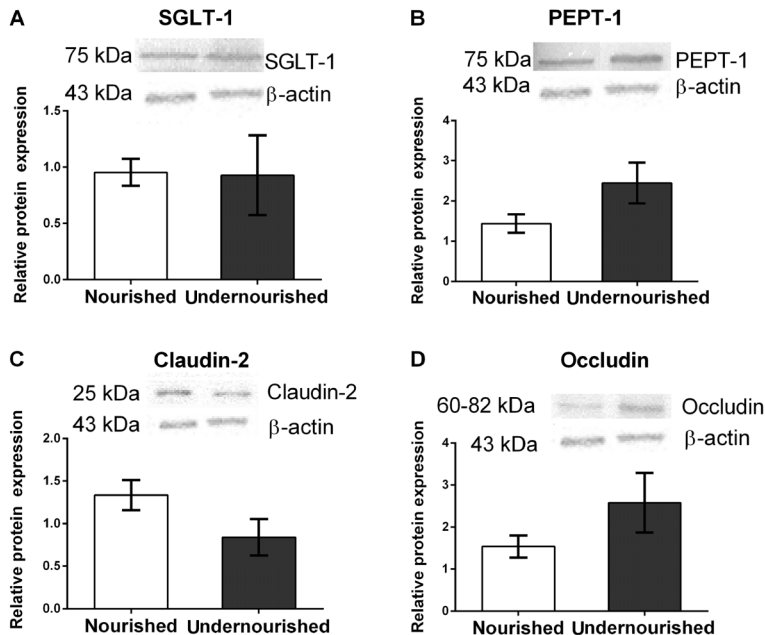 A
SGLT-1
75 kDa
SGLT-1
43 kDa
β-actin
Relative protein expression
1.5
1.0
0.5
0.0
Nourished Undernourished
B
PEPT-1
75 kDa
PEPT-1
43 kDa
β-actin
Relative protein expression
4
3
2
1
0
Nourished Undernourished
C
Claudin-2
25 kDa
Claudin-2
43 kDa
β-actin
Relative protein expression
2.0
1.5
1.0
0.5
0.0
Nourished Undernourished
D
Occludin
60-82 kDa
Occludin
43 kDa
β-actin
Relative protein expression
4
3
2
1
0
Nourished Undernourished